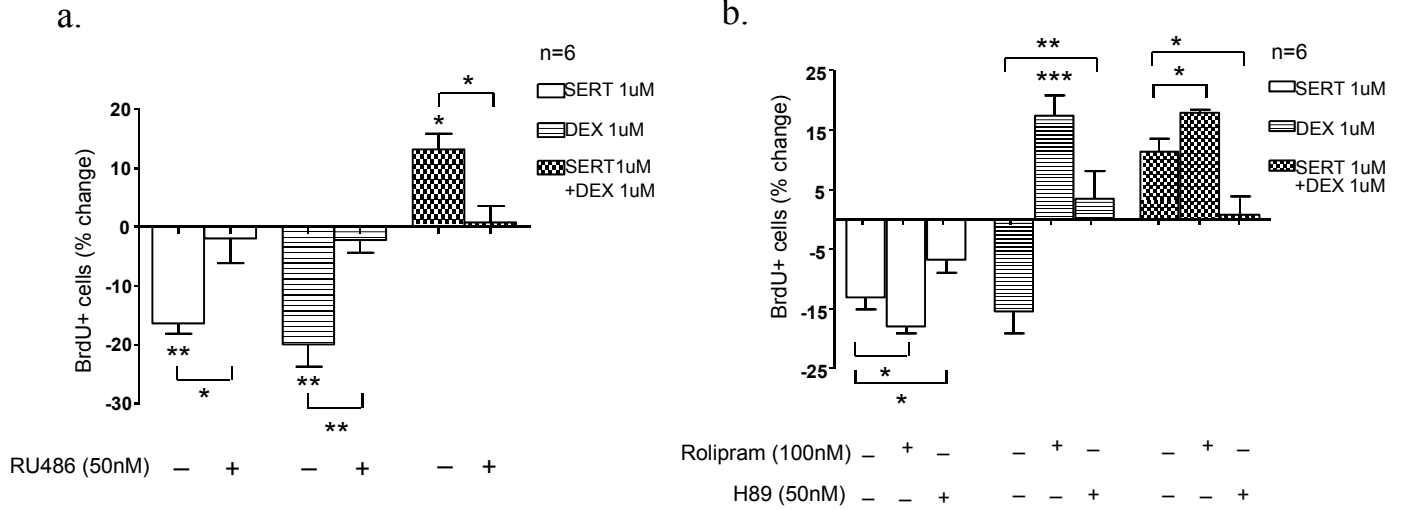 a.
n=6
SERT 1uM
DEX 1uM
SERT1uM
+DEX 1uM
BrdU+ cells (% change)
20
10
0
-10
-20
-30
**
*
**
**
*
*
RU486 (50nM) – + – + – +
b.
n=6
SERT 1uM
DEX 1uM
SERT 1uM
+DEX 1uM
BrdU+ cells (% change)
25
15
5
-5
-15
-25
*
*
**
***
*
*
Rolipram (100nM) – + – – + – – + –
H89 (50nM) – – + – – + – – +